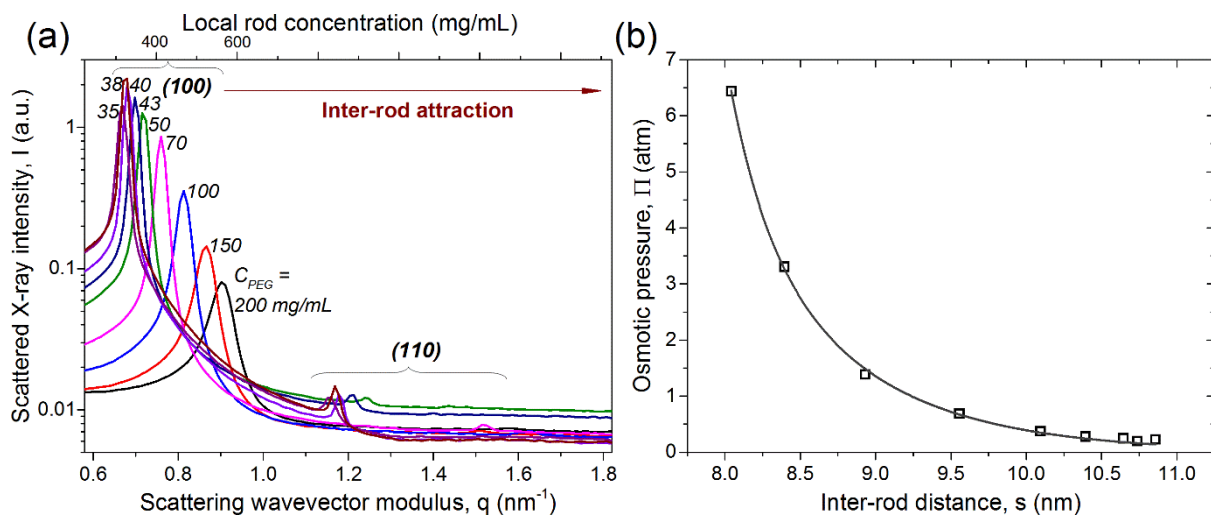 (a)
Local rod concentration (mg/mL)
400 600
(100)
38 40
35 43
50
70
100
150
C_PEG =
200 mg/mL
Inter-rod attraction
(110)
Scattered X-ray intensity, I (a.u.)
1
0.1
0.01
0.6 0.8 1.0 1.2 1.4 1.6 1.8
Scattering wavevector modulus, q (nm⁻¹)
(b)
Osmotic pressure, Π (atm)
7
6
5
4
3
2
1
0
8.0 8.5 9.0 9.5 10.0 10.5 11.0
Inter-rod distance, s (nm)